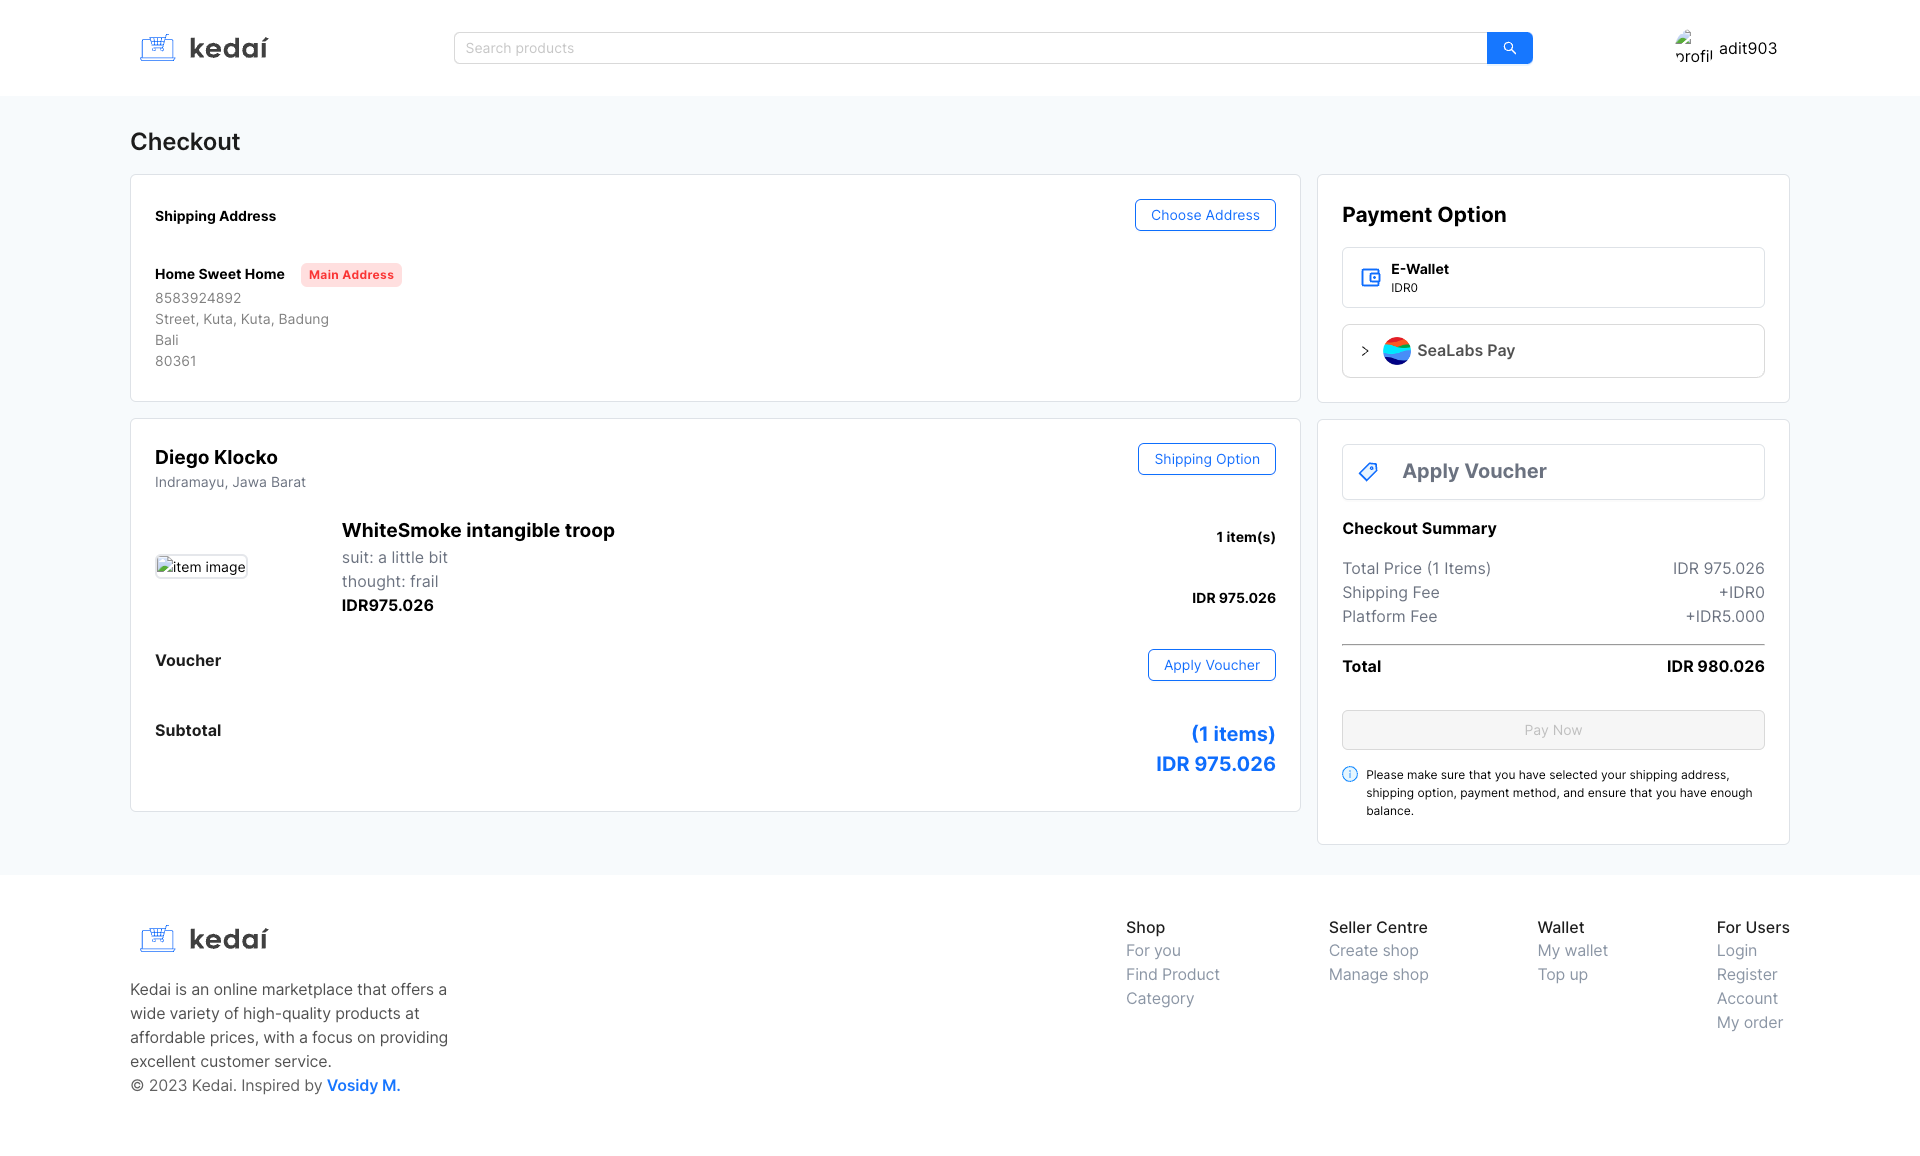 kedaí
Search products
profil
adit903
Checkout
Shipping Address
Choose Address
Home Sweet Home
Main Address
8583924892
Street, Kuta, Kuta, Badung
Bali
80361
Diego Klocko
Indramayu, Jawa Barat
Shipping Option
item image
WhiteSmoke intangible troop
suit: a little bit
thought: frail
IDR975.026
1 item(s)
IDR 975.026
Voucher
Apply Voucher
Subtotal
(1 items)
IDR 975.026
Payment Option
E-Wallet
IDR0
SeaLabs Pay
Apply Voucher
Checkout Summary
Total Price (1 Items) IDR 975.026
Shipping Fee +IDR0
Platform Fee +IDR5.000
Total IDR 980.026
Pay Now
Please make sure that you have selected your shipping address,
shipping option, payment method, and ensure that you have enough
balance.
kedaí
Kedai is an online marketplace that offers a
wide variety of high-quality products at
affordable prices, with a focus on providing
excellent customer service.
© 2023 Kedai. Inspired by Vosidy M.
Shop
For you
Find Product
Category
Seller Centre
Create shop
Manage shop
Wallet
My wallet
Top up
For Users
Login
Register
Account
My order